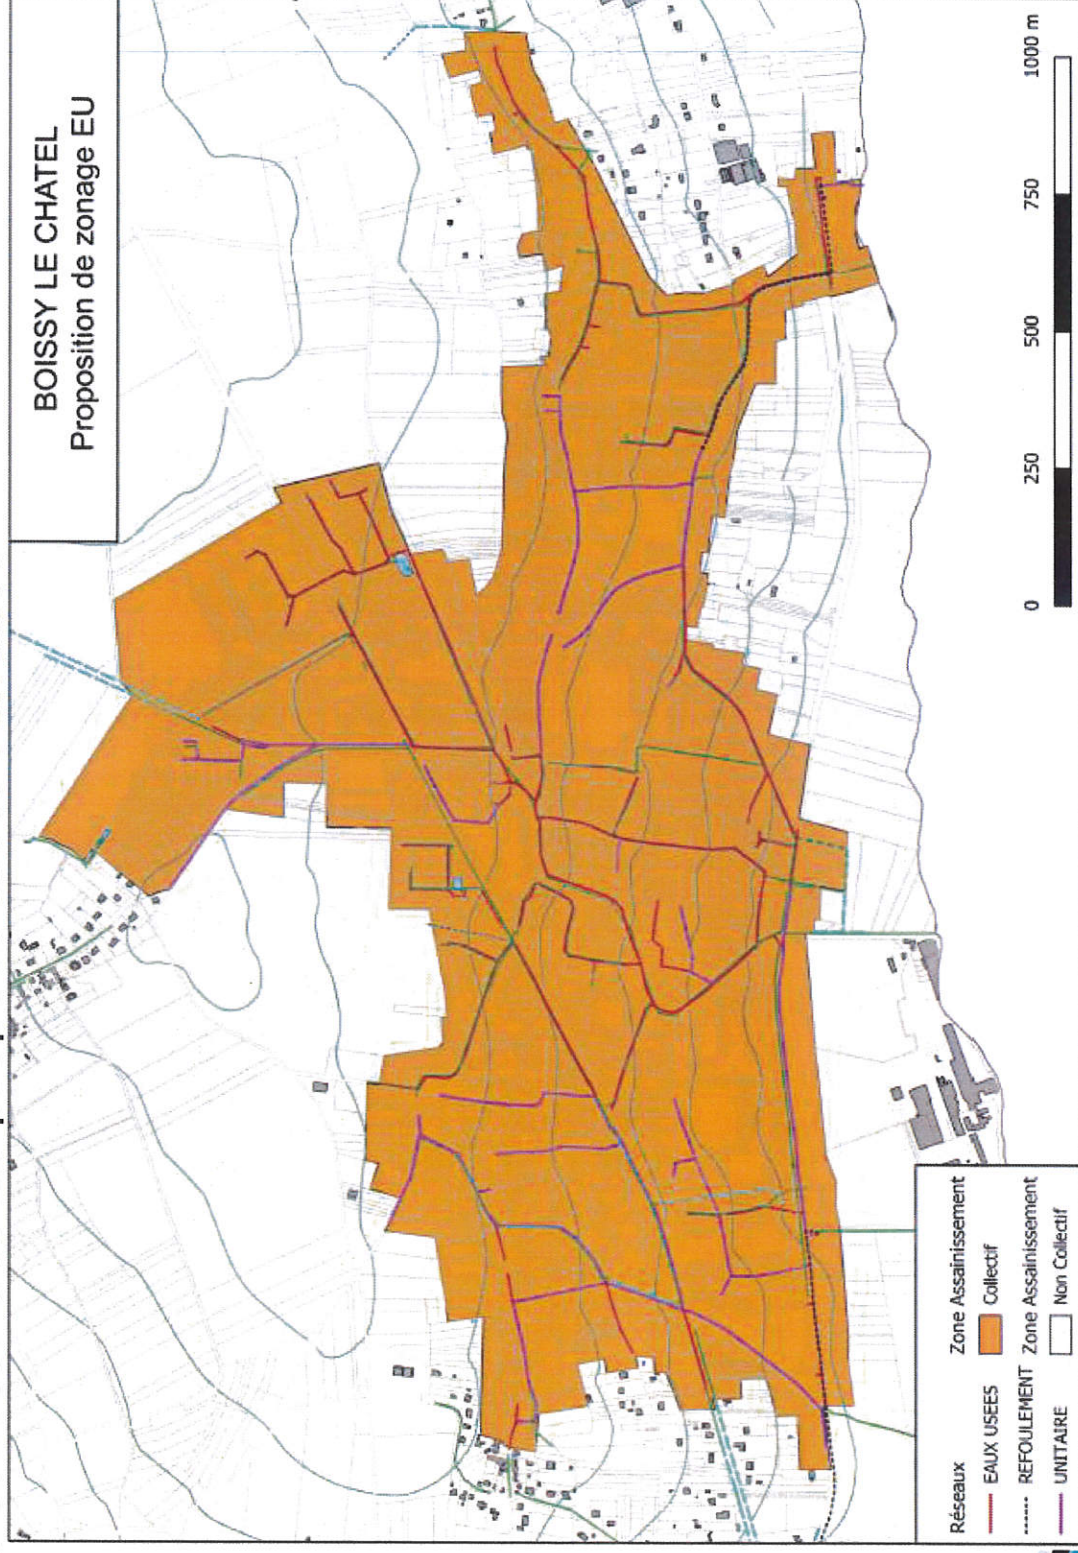 BOISSY LE CHATEL
Proposition de zonage EU
Réseaux
EAUX USEES
REFOULEMENT
UNITAIRE
Zone Assainissement
Collectif
Zone Assainissement
Non Collectif
0
250
500
750
1000 m